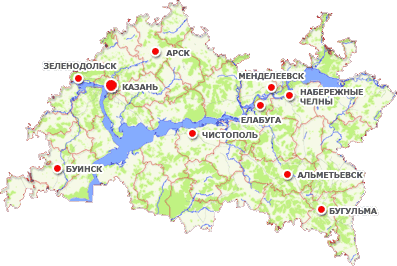 АРСК
ЗЕЛЕНОДОЛЬСК
МЕНДЕЛЕЕВСК
КАЗАНЬ
НАБЕРЕЖНЫЕ
ЧЕЛНЫ
ЕЛАБУГА
ЧИСТОПОЛЬ
БУИНСК
АЛЬМЕТЬЕВСК
БУГУЛЬМА